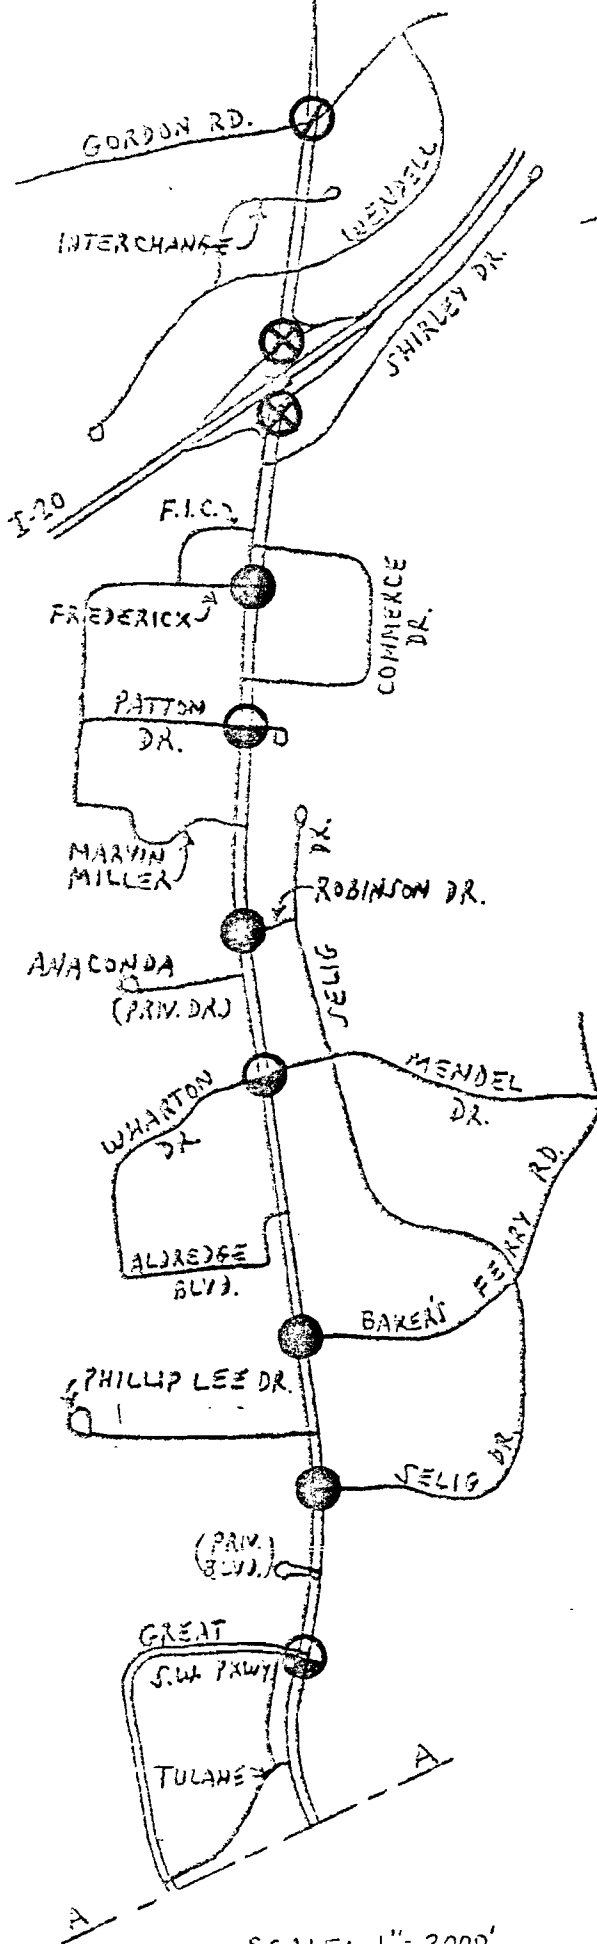 GORDON RD.
WENDELL
INTERCHANGE
SHIRLEY DR.
I-20
F.I.C.
FREDERICK
COMMERCE
DR.
PATTON
DR.
MARVIN
MILLER
DR.
ROBINSON DR.
SELIG
ANACONDA
(PRIV. DR.)
MENDEL
DR.
WHARTON
DR
FERRY RD.
ALDREDGE
BLVD.
BAKER'S
PHILLIP LEE DR.
SELIG DR.
(PRIV.
BLVD.)
GREAT
S.W. PKWY.
TULANE
A
A
SCALE: 1"= 2000'